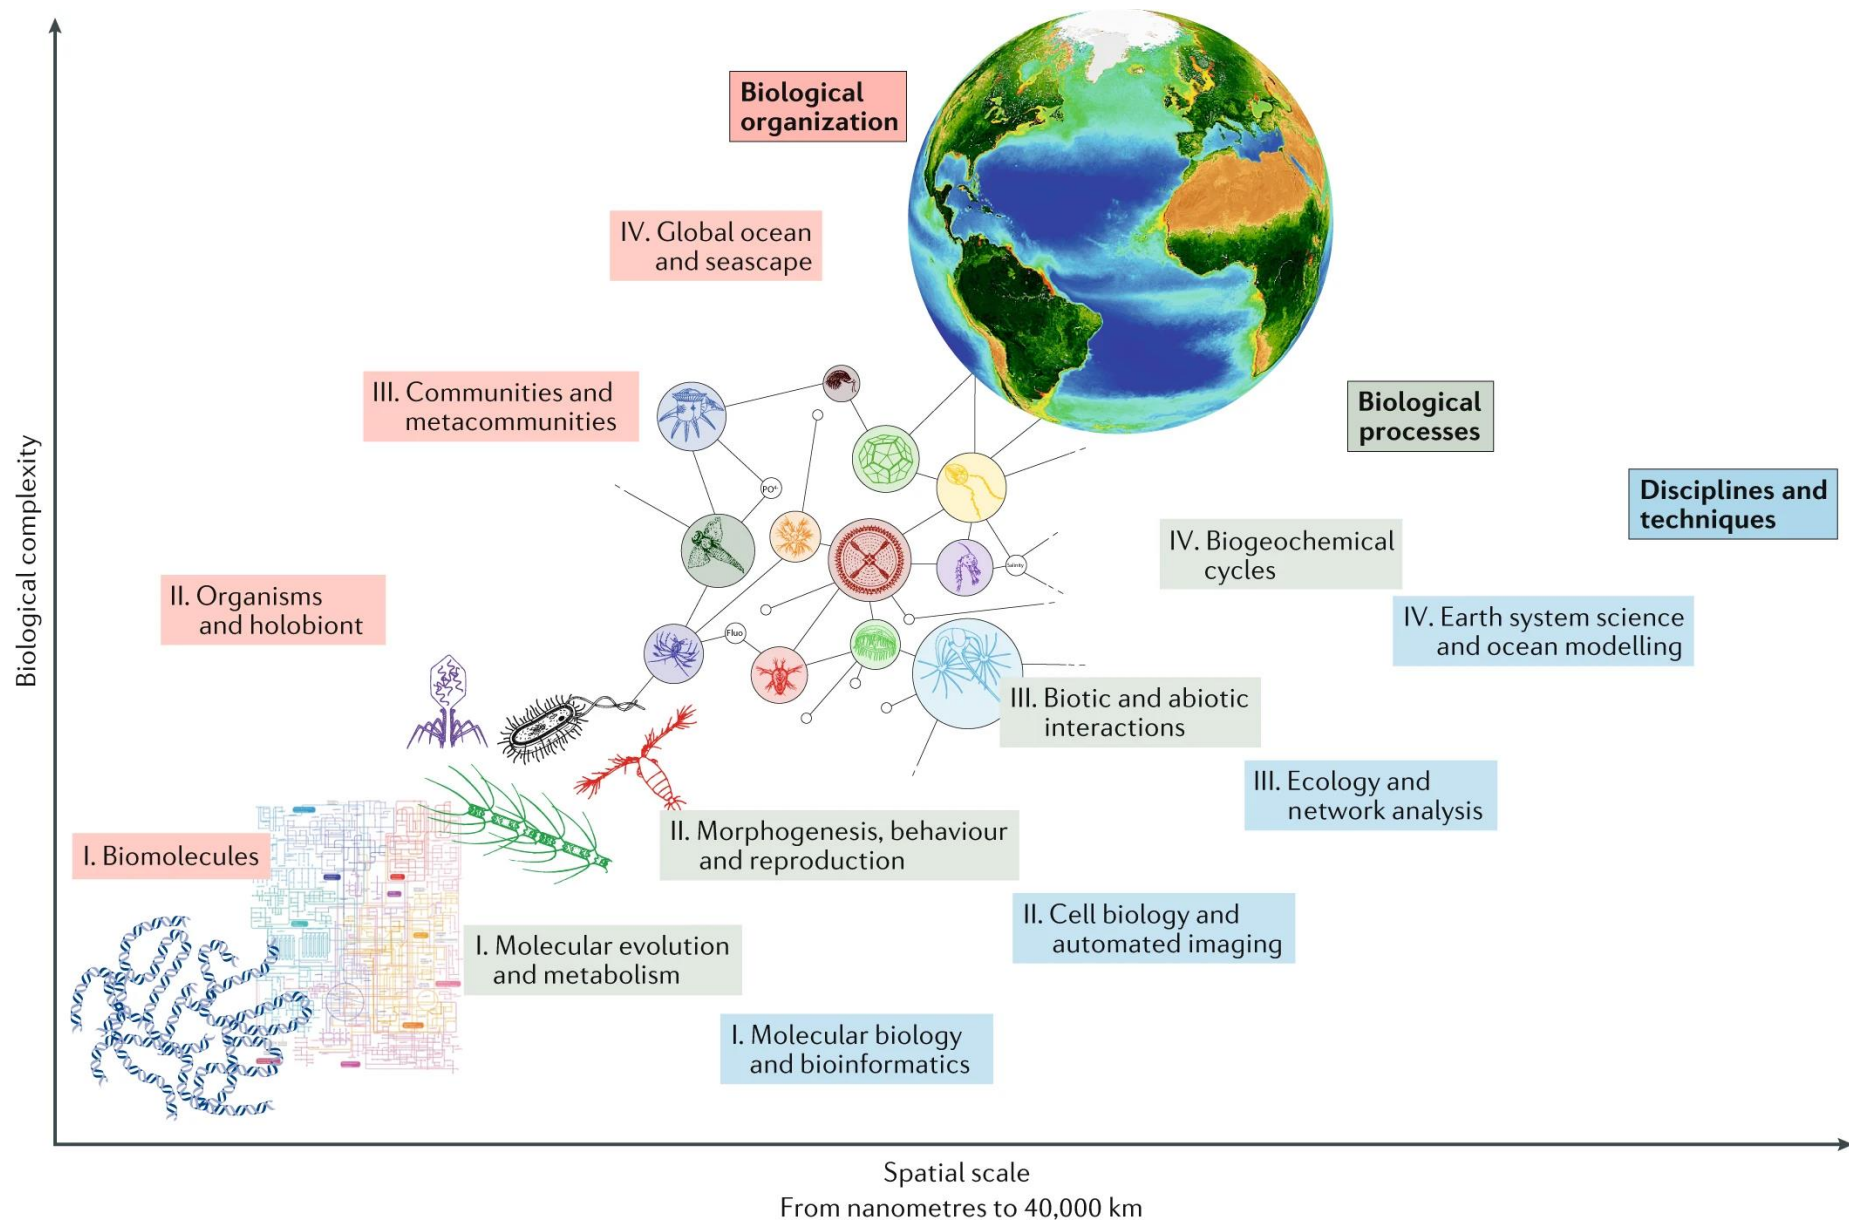 Biological
organization
IV. Global ocean
and seascape
III. Communities and
metacommunities
Biological
processes
Disciplines and
techniques
IV. Biogeochemical
cycles
II. Organisms
and holobiont
IV. Earth system science
and ocean modelling
Salinity
Fluo
III. Biotic and abiotic
interactions
III. Ecology and
network analysis
II. Morphogenesis, behaviour
and reproduction
I. Biomolecules
II. Cell biology and
automated imaging
I. Molecular evolution
and metabolism
I. Molecular biology
and bioinformatics
Biological complexity
Spatial scale
From nanometres to 40,000 km